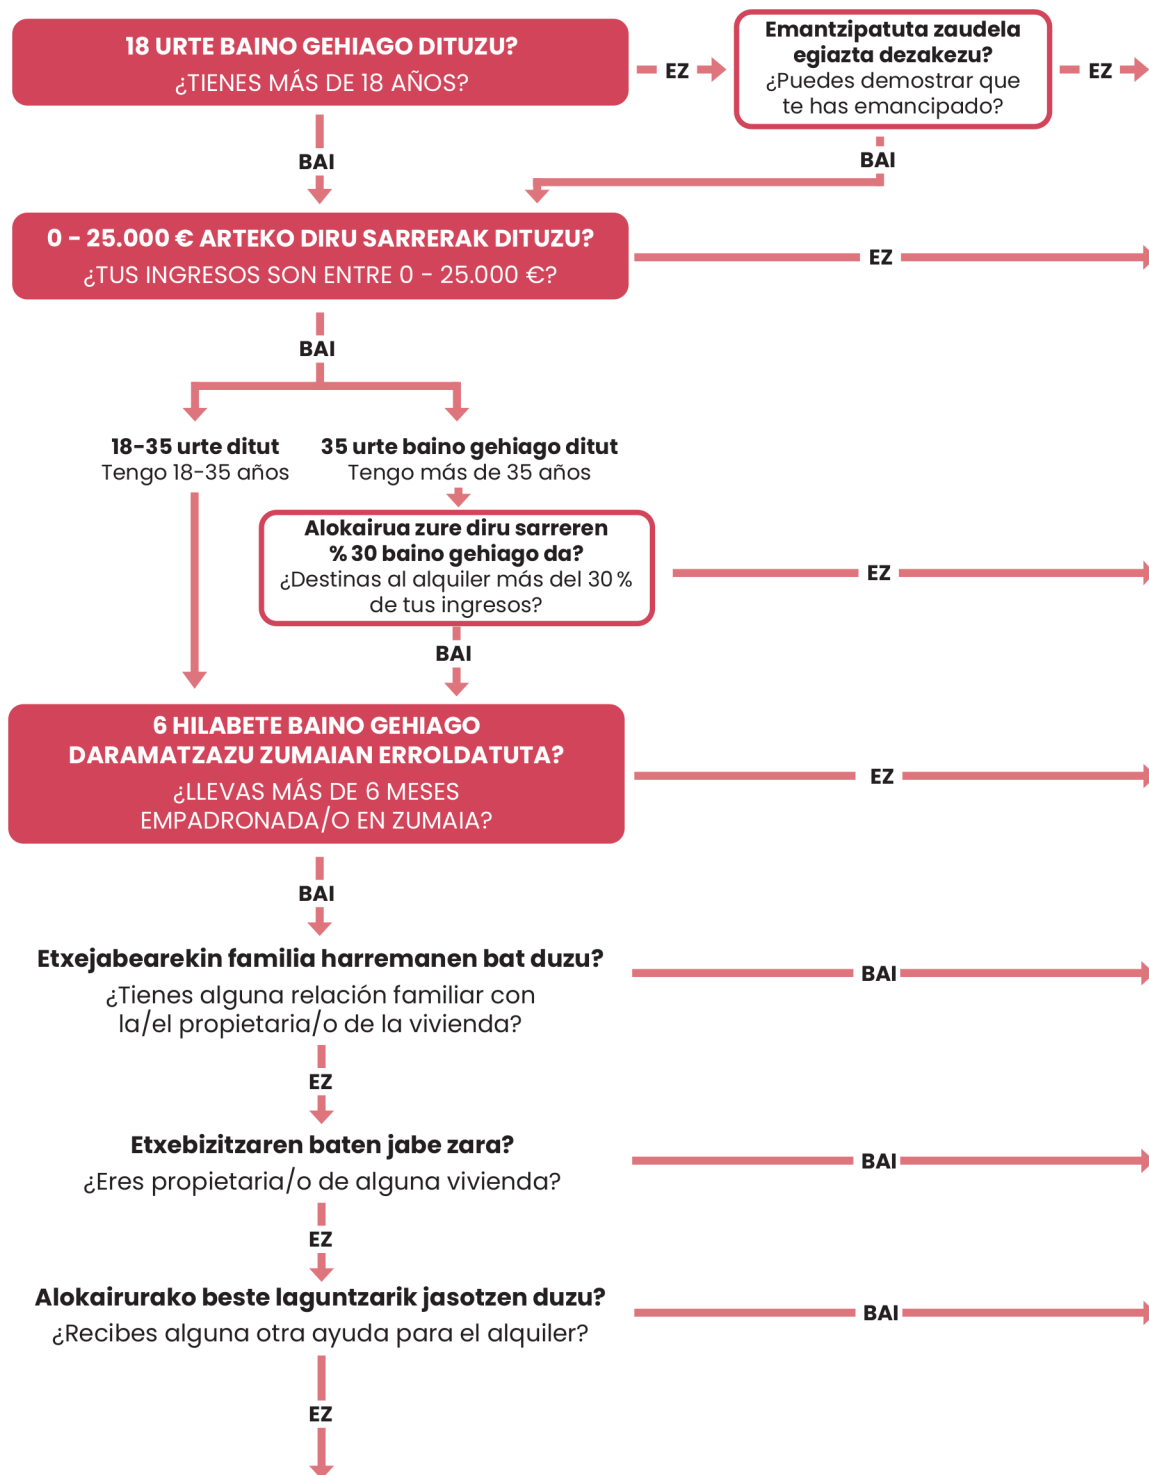 18 URTE BAINO GEHIAGO DITUZU?
¿TIENES MÁS DE 18 AÑOS?
EZ
Emantzipatuta zaudela
egiazta dezakezu?
¿Puedes demostrar que
te has emancipado?
EZ
BAI
BAI
0 - 25.000 € ARTEKO DIRU SARRERAK DITUZU?
¿TUS INGRESOS SON ENTRE 0 - 25.000 €?
EZ
BAI
18-35 urte ditut
Tengo 18-35 años
35 urte baino gehiago ditut
Tengo más de 35 años
Alokairua zure diru sarreren
% 30 baino gehiago da?
¿Destinas al alquiler más del 30 %
de tus ingresos?
EZ
BAI
6 HILABETE BAINO GEHIAGO
DARAMATZAZU ZUMAIAN ERROLDATUTA?
¿LLEVAS MÁS DE 6 MESES
EMPADRONADA/O EN ZUMAIA?
EZ
BAI
Etxejabearekin familia harremanen bat duzu?
¿Tienes alguna relación familiar con
la/el propietaria/o de la vivienda?
BAI
EZ
Etxebizitzaren baten jabe zara?
¿Eres propietaria/o de alguna vivienda?
BAI
EZ
Alokairurako beste laguntzarik jasotzen duzu?
¿Recibes alguna otra ayuda para el alquiler?
BAI
EZ